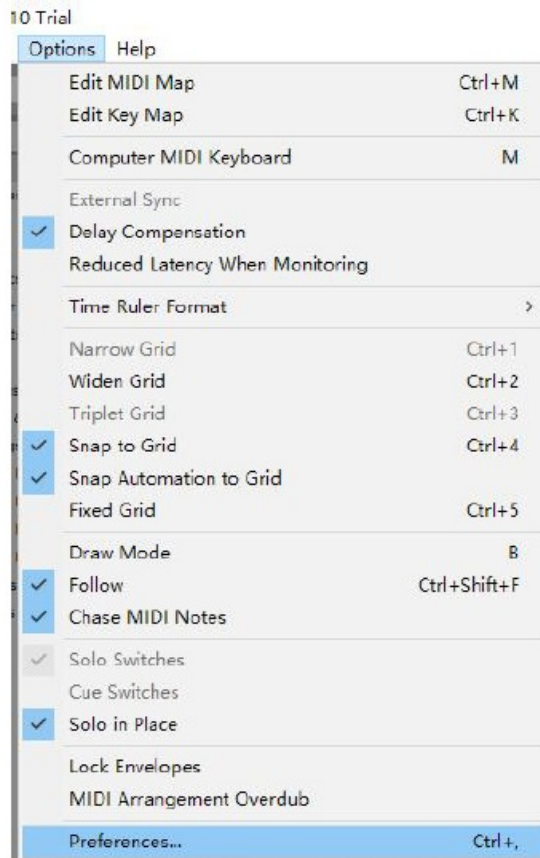 10 Trial
Options Help
Edit MIDI Map Ctrl+M
Edit Key Map Ctrl+K
Computer MIDI Keyboard M
External Sync
Delay Compensation
Reduced Latency When Monitoring
Time Ruler Format >
Narrow Grid Ctrl+1
Widen Grid Ctrl+2
Triplet Grid Ctrl+3
Snap to Grid Ctrl+4
Snap Automation to Grid
Fixed Grid Ctrl+5
Draw Mode B
Follow Ctrl+Shift+F
Chase MIDI Notes
Solo Switches
Cue Switches
Solo in Place
Lock Envelopes
MIDI Arrangement Overdub
Preferences... Ctrl+,